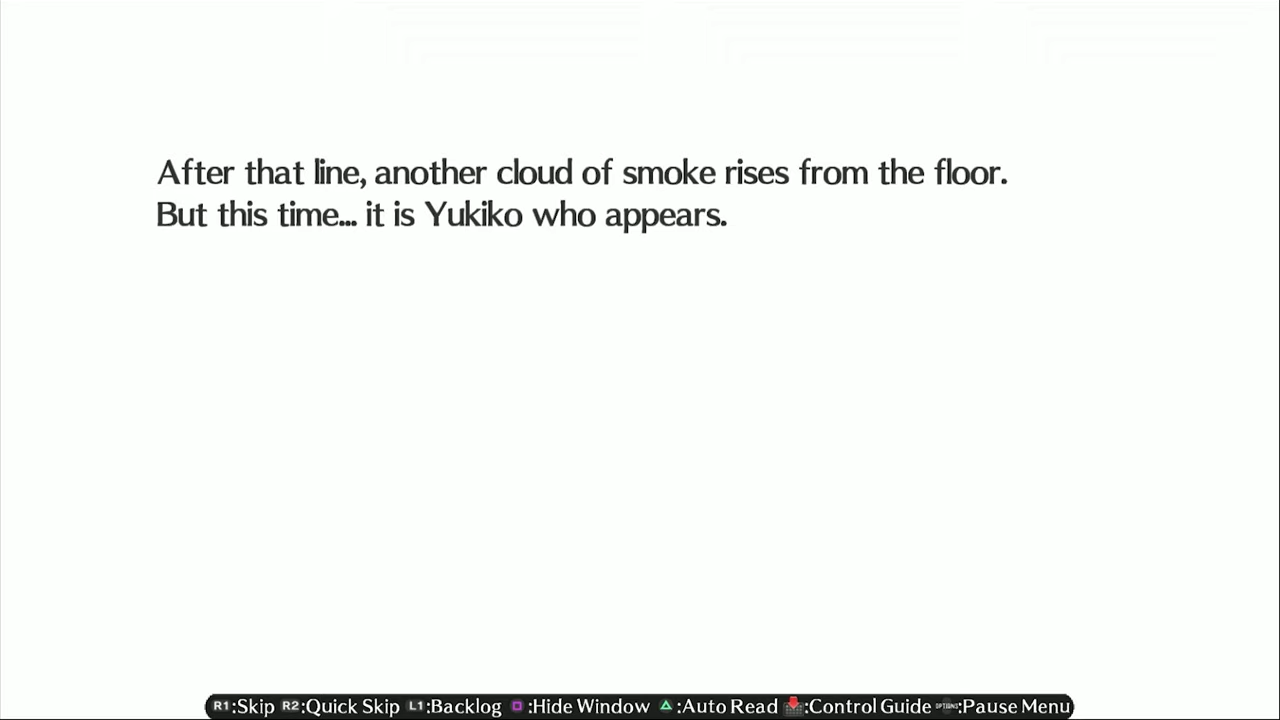 After that line, another cloud of smoke rises from the floor.
But this time... it is Yukiko who appears.
R1:Skip R2:Quick Skip L1:Backlog :Hide Window :Auto Read :Control Guide OPTIONS:Pause Menu